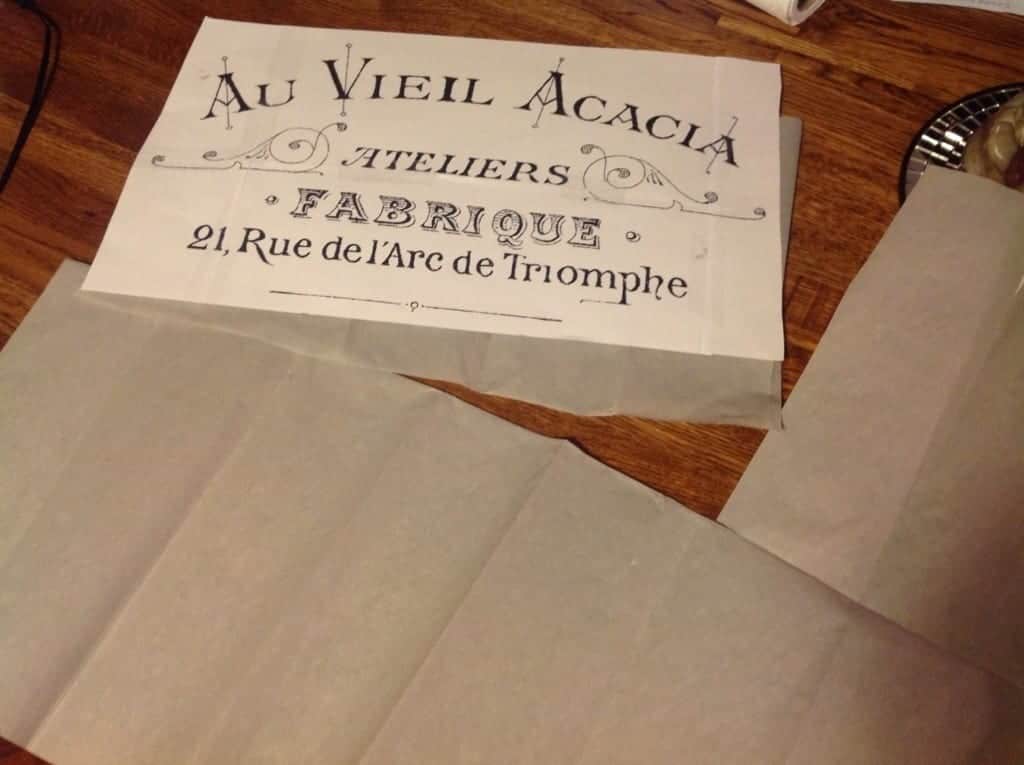 AU VIEIL ACACIA
ATELIERS
· FABRIQUE ·
21, Rue de l'Arc de Triomphe